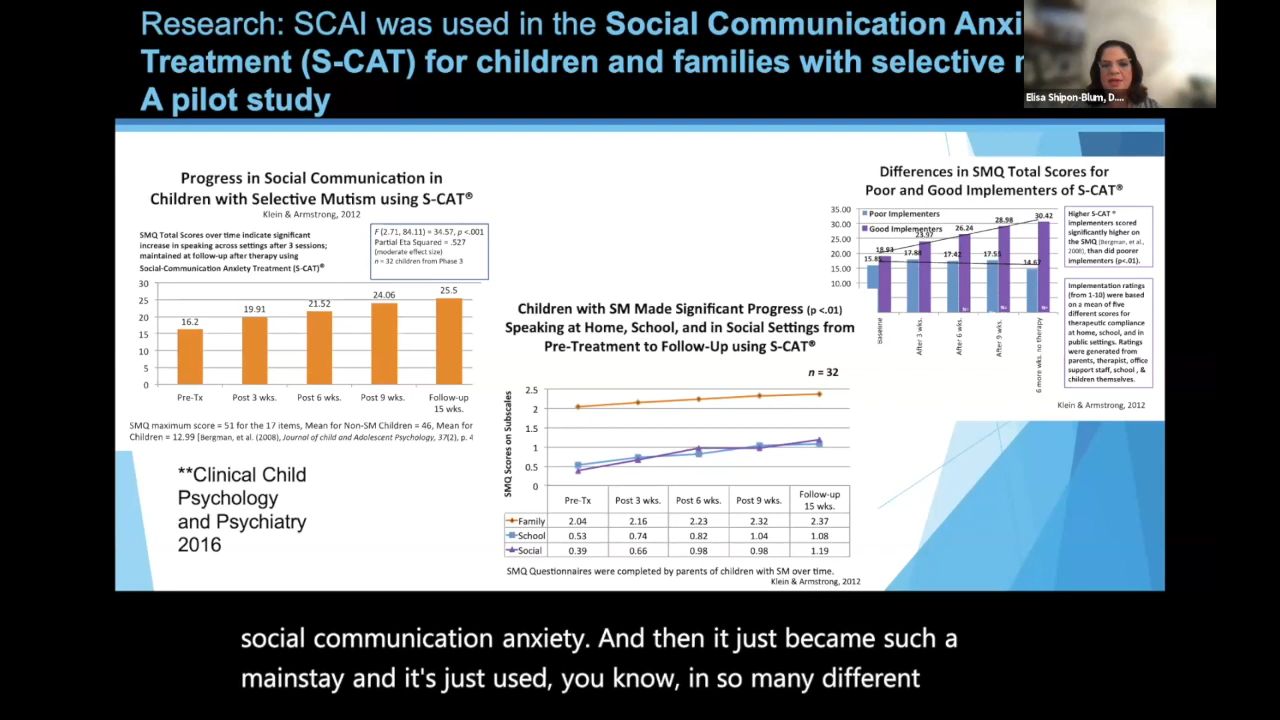 Research: SCAI was used in the Social Communication Anxi
Treatment (S-CAT) for children and families with selective
A pilot study
Elisa Shipon-Blum, D....
Progress in Social Communication in
Children with Selective Mutism using S-CAT®
Klein & Armstrong, 2012
SMQ Total Scores over time indicate significant
increase in speaking across settings after 3 sessions;
maintained at follow-up after therapy using
Social-Communication Anxiety Treatment (S-CAT)®
F (2.71, 84.11) = 34.57, p <.001
Partial Eta Squared = .527
(moderate effect size)
n = 32 children from Phase 3
30
25
20
15
10
5
0
16.2
19.91
21.52
24.06
25.5
Pre-Tx
Post 3 wks.
Post 6 wks.
Post 9 wks.
Follow-up
15 wks.
SMQ maximum score = 51 for the 17 items, Mean for Non-SM Children = 46, Mean for
Children = 12.99 [Bergman, et al. (2008), Journal of child and Adolescent Psychology, 37(2), p. 4
**Clinical Child
Psychology
and Psychiatry
2016
Children with SM Made Significant Progress (p <.01)
Speaking at Home, School, and in Social Settings from
Pre-Treatment to Follow-Up using S-CAT®
n = 32
SMQ Scores on Subscales
2.5
2
1.5
1
0.5
0
Pre-Tx Post 3 wks. Post 6 wks. Post 9 wks. Follow-up
15 wks.
Family 2.04 2.16 2.23 2.32 2.37
School 0.53 0.74 0.82 1.04 1.08
Social 0.39 0.66 0.98 0.98 1.19
SMQ Questionnaires were completed by parents of children with SM over time.
Klein & Armstrong, 2012
Differences in SMQ Total Scores for
Poor and Good Implementers of S-CAT®
35.00
30.00
25.00
20.00
15.00
10.00
Poor Implementers
Good Implementers
18.93
23.97
26.24
28.98
30.42
17.88
17.42
17.55
14.67
Baseline
After 3 wks.
After 6 wks.
After 9 wks.
6 more wks. no therapy
Higher S-CAT ®
implementers scored
significantly higher on
the SMQ (Bergman, et al.,
2008), than did poorer
implementers (p<.01).
Implementation ratings
(from 1-10) were based
on a mean of five
different scores for
therapeutic compliance
at home, school, and in
public settings. Ratings
were generated from
parents, therapist, office
support staff, school , &
children themselves.
Klein & Armstrong, 2012
social communication anxiety. And then it just became such a
mainstay and it's just used, you know, in so many different